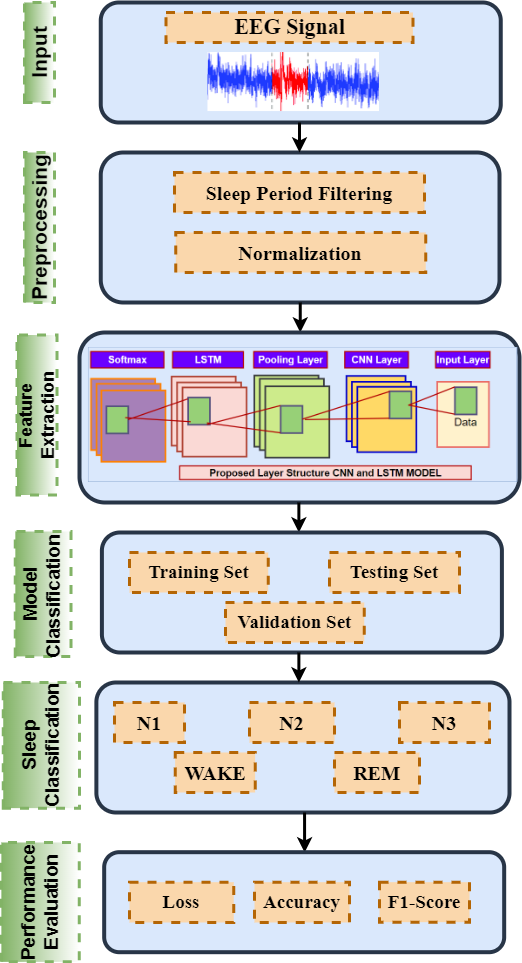 Input
EEG Signal
Preprocessing
Sleep Period Filtering
Normalization
Feature
Extraction
Softmax
LSTM
Pooling Layer
CNN Layer
Input Layer
Data
Proposed Layer Structure CNN and LSTM MODEL
Model
Classification
Training Set
Testing Set
Validation Set
Sleep
Classification
N1
N2
N3
WAKE
REM
Performance
Evaluation
Loss
Accuracy
F1-Score